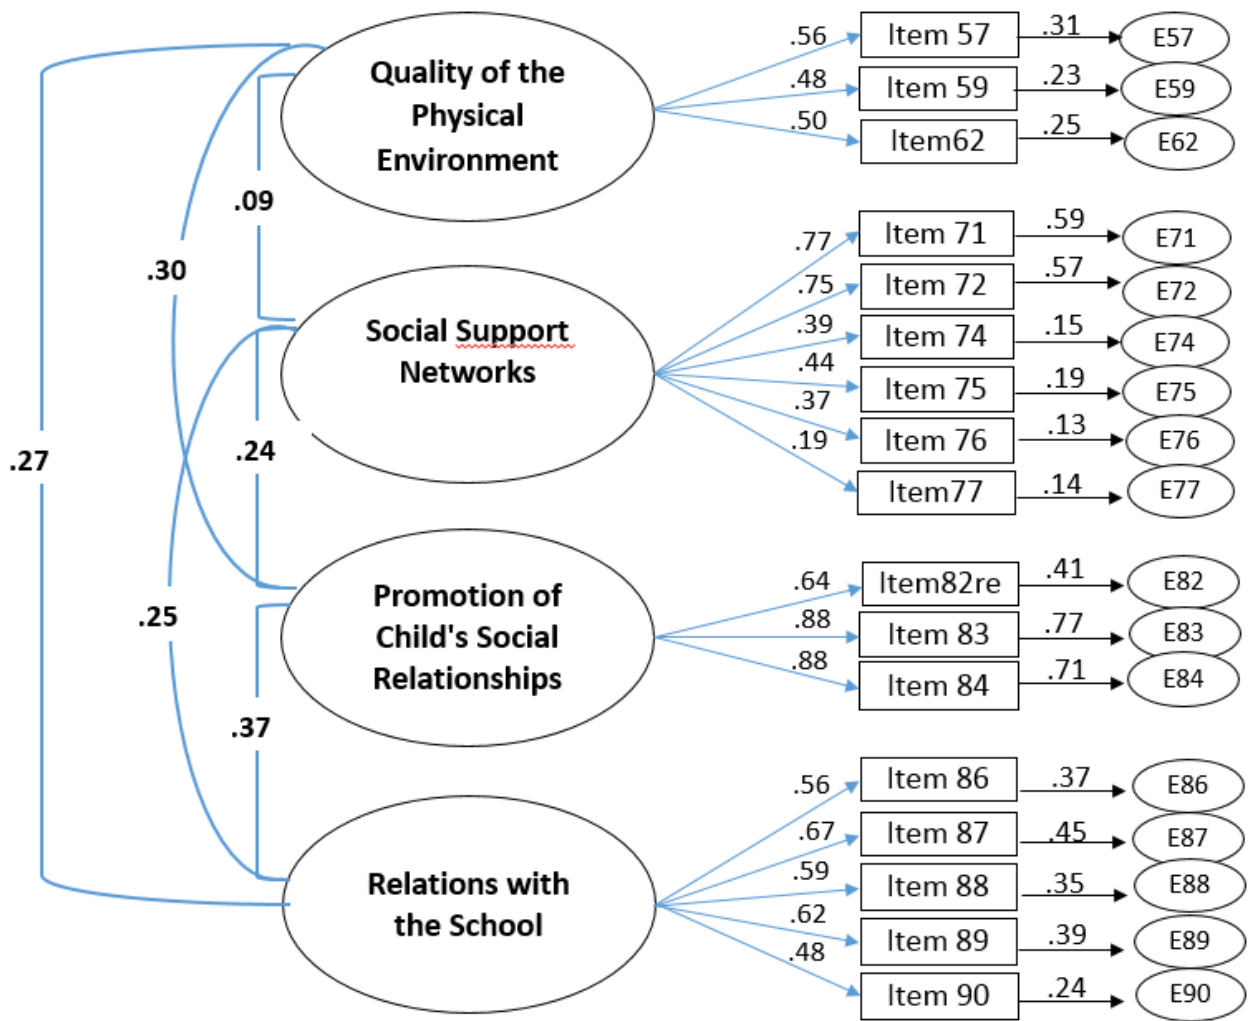 Quality of the
Physical
Environment
.56
Item 57
.31
E57
.48
Item 59
.23
E59
.50
Item62
.25
E62
.09
.30
.27
Social Support
Networks
.77
Item 71
.59
E71
.75
Item 72
.57
E72
.39
Item 74
.15
E74
.44
Item 75
.19
E75
.37
Item 76
.13
E76
.19
Item77
.14
E77
.24
.25
Promotion of
Child's Social
Relationships
.64
Item82re
.41
E82
.88
Item 83
.77
E83
.88
Item 84
.71
E84
.37
Relations with
the School
.56
Item 86
.37
E86
.67
Item 87
.45
E87
.59
Item 88
.35
E88
.62
Item 89
.39
E89
.48
Item 90
.24
E90